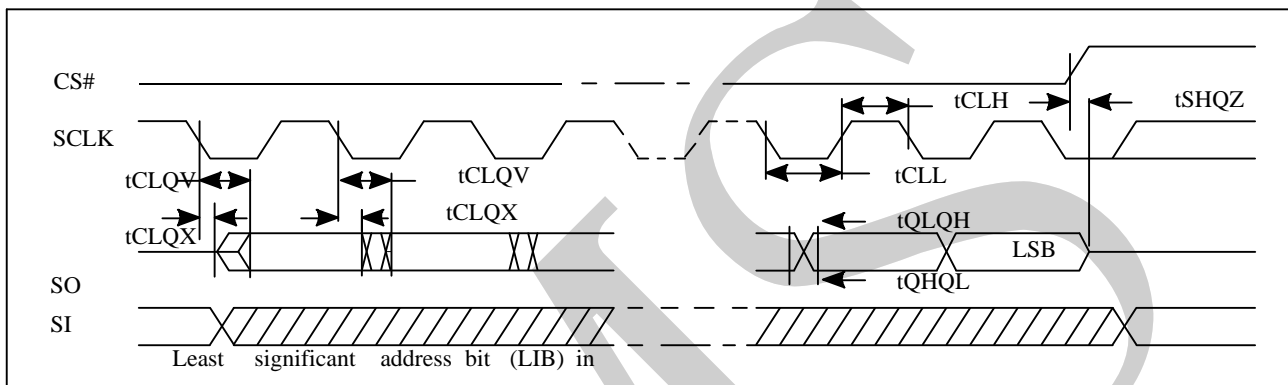 CS#
tCLH
tSHQZ
SCLK
tCLQV
tCLQV
tCLL
tCLQX
tCLQX
tQLQH
LSB
SO
tQHQL
SI
Least significant address bit (LIB) in